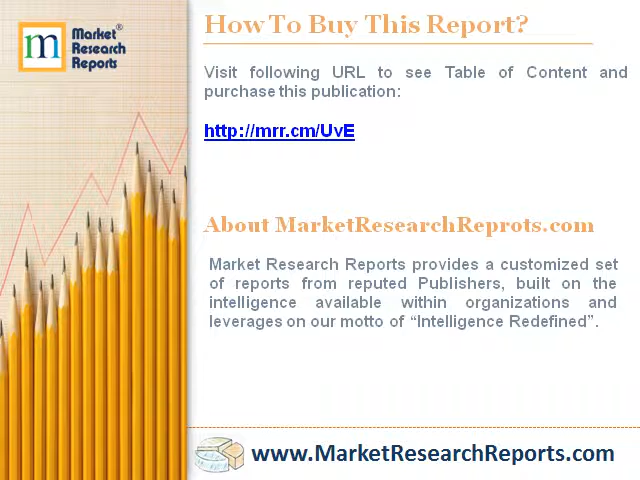 m
Market®
Research
Reports
How To Buy This Report?
Visit following URL to see Table of Content and
purchase this publication:
http://mrr.cm/UvE
About MarketResearchReprots.com
Market Research Reports provides a customized set
of reports from reputed Publishers, built on the
intelligence available within organizations and
leverages on our motto of “Intelligence Redefined”.
www.MarketResearchReports.com